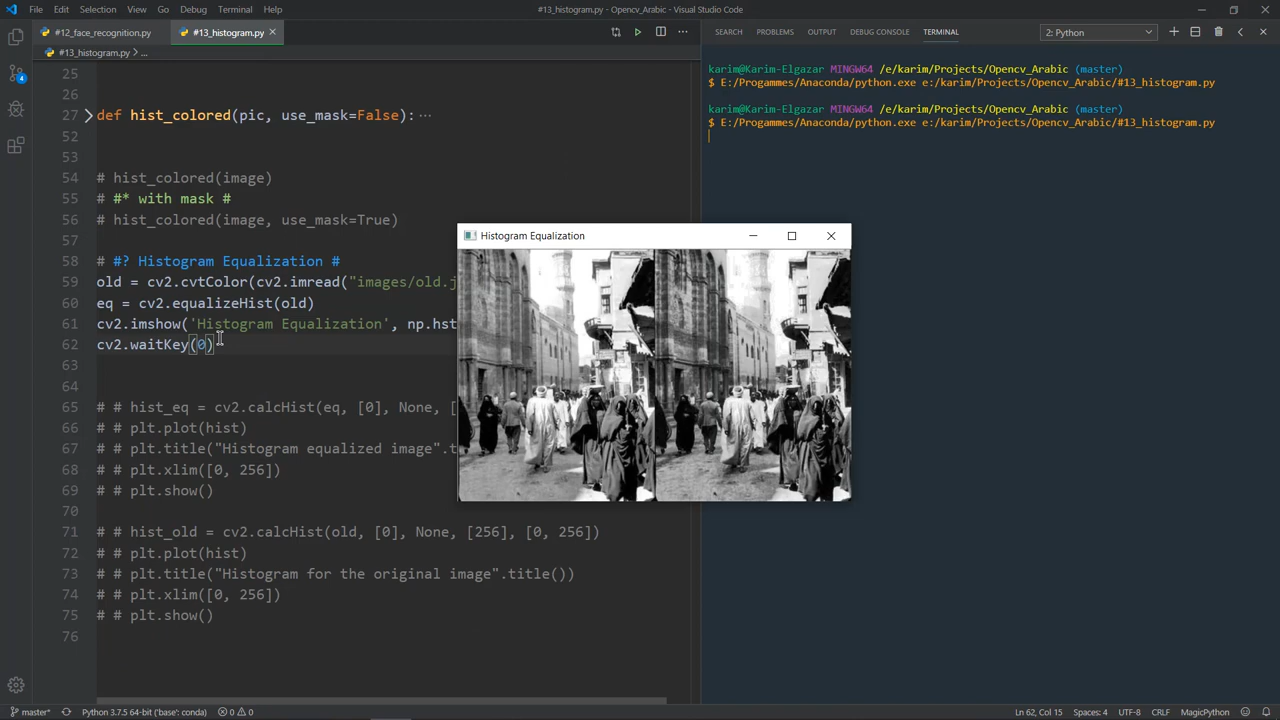 File Edit Selection View Go Debug Terminal Help
#13_histogram.py - Opencv_Arabic - Visual Studio Code
#12_face_recognition.py
#13_histogram.py
#13_histogram.py > ...
SEARCH PROBLEMS OUTPUT DEBUG CONSOLE TERMINAL
2: Python
4
25
26
27 def hist_colored(pic, use_mask=False): ...
52
53
54 # hist_colored(image)
55 # #* with mask #
56 # hist_colored(image, use_mask=True)
57
58 # #? Histogram Equalization #
59 old = cv2.cvtColor(cv2.imread("images/old.j
60 eq = cv2.equalizeHist(old)
61 cv2.imshow('Histogram Equalization', np.hst
62 cv2.waitKey(0)
63
64
65 # # hist_eq = cv2.calcHist(eq, [0], None, [
66 # # plt.plot(hist)
67 # # plt.title("Histogram equalized image".t
68 # # plt.xlim([0, 256])
69 # # plt.show()
70
71 # # hist_old = cv2.calcHist(old, [0], None, [256], [0, 256])
72 # # plt.plot(hist)
73 # # plt.title("Histogram for the original image".title())
74 # # plt.xlim([0, 256])
75 # # plt.show()
76
Histogram Equalization
karim@Karim-Elgazar MINGW64 /e/karim/Projects/Opencv_Arabic (master)
$ E:/Progammes/Anaconda/python.exe e:/karim/Projects/Opencv_Arabic/#13_histogram.py
karim@Karim-Elgazar MINGW64 /e/karim/Projects/Opencv_Arabic (master)
$ E:/Progammes/Anaconda/python.exe e:/karim/Projects/Opencv_Arabic/#13_histogram.py
master* Python 3.7.5 64-bit ('base': conda) 0 0
Ln 62, Col 15 Spaces: 4 UTF-8 CRLF MagicPython